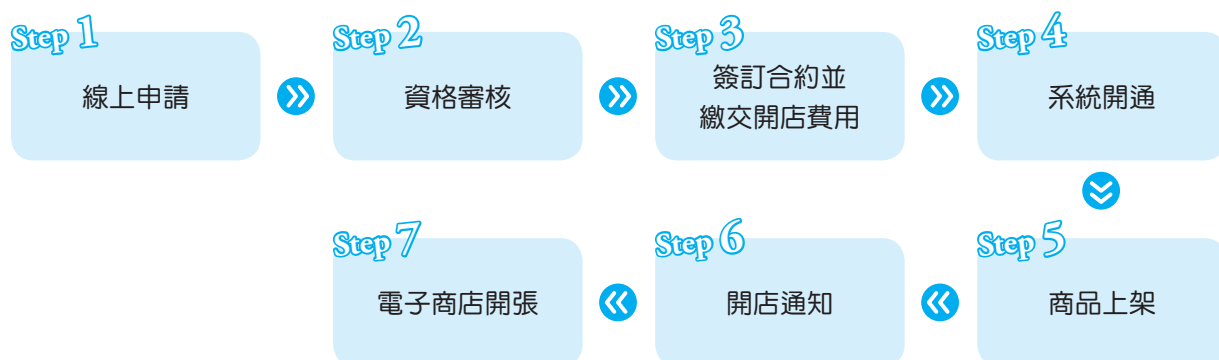 Step 1
線上申請
Step 2
資格審核
Step 3
簽訂合約並
繳交開店費用
Step 4
系統開通
Step 5
商品上架
Step 6
開店通知
Step 7
電子商店開張